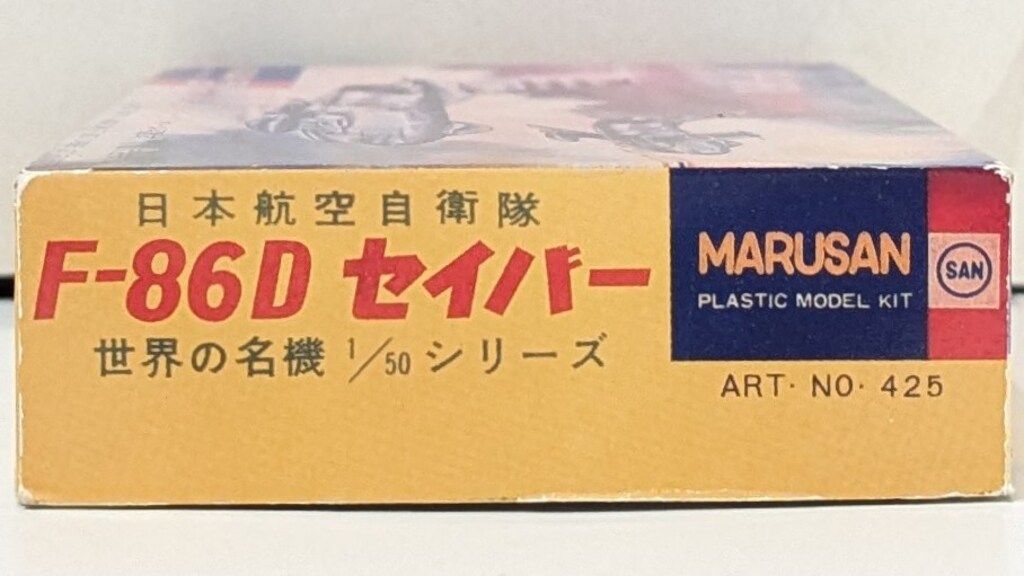 日本航空自衛隊
F-86D セイバー
世界の名機 1/50 シリーズ
MARUSAN
PLASTIC MODEL KIT
SAN
ART· NO· 425